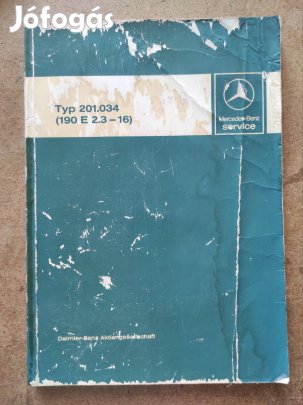 Jófogás
Typ 201.034
(190 E 2.3-16)
Mercedes-Benz
service
Daimler-Benz Aktiengesellschaft